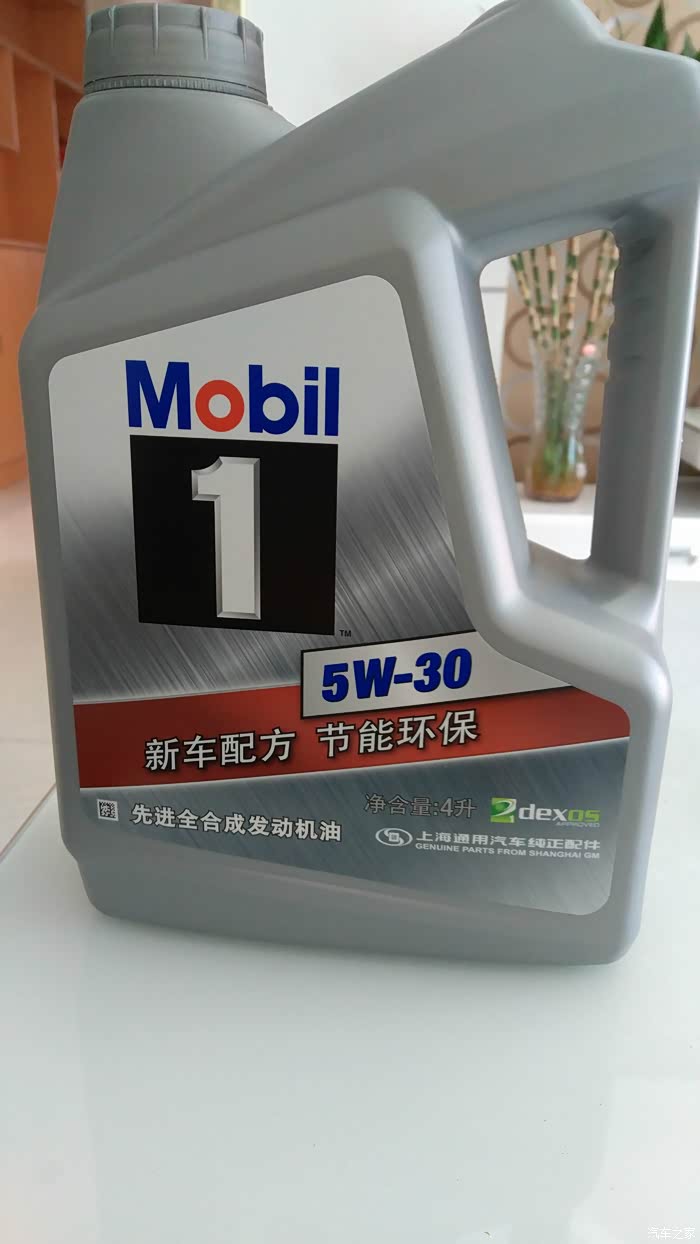 Mobil
1
TM
5W-30
新车配方 节能环保
先进全合成发动机油
净含量:4升
dexos
APPROVED
上海通用汽车纯正配件
GENUINE PARTS FROM SHANGHAI GM
汽车之家